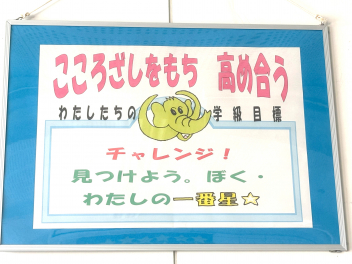 こころざしをもち 高め合う
わたしたちの 学級目標
チャレンジ！
見つけよう。ぼく・
わたしの一番星☆